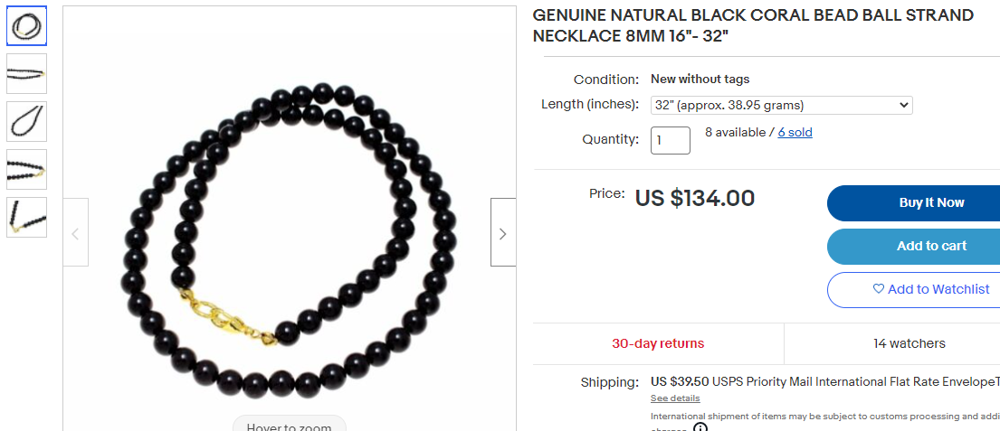 GENUINE NATURAL BLACK CORAL BEAD BALL STRAND
NECKLACE 8MM 16"- 32"
Condition: New without tags
Length (inches): 32" (approx. 38.95 grams)
Quantity: 1 8 available / 6 sold
Price: US $134.00
Buy It Now
Add to cart
Add to Watchlist
30-day returns 14 watchers
Shipping: US $39.50 USPS Priority Mail International Flat Rate EnvelopeT
See details
International shipment of items may be subject to customs processing and addi
Hover to zoom